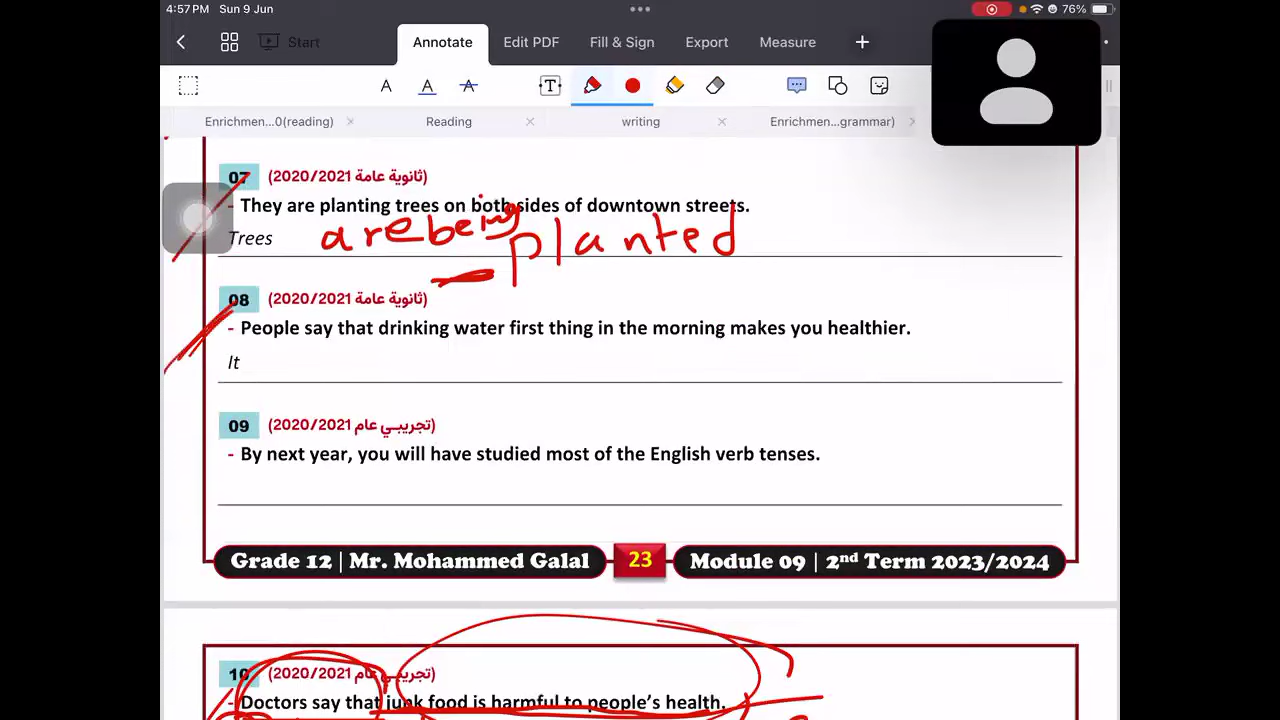 4:57 PM Sun 9 Jun 76%
Start Annotate Edit PDF Fill & Sign Export Measure
A A A T
Enrichmen...0(reading) Reading writing Enrichmen...grammar)
07 (ثانوية عامة 2020/2021)
- They are planting trees on both sides of downtown streets.
Trees are being planted
08 (ثانوية عامة 2020/2021)
- People say that drinking water first thing in the morning makes you healthier.
It
09 (تجريبـي عام 2020/2021)
- By next year, you will have studied most of the English verb tenses.
Grade 12 | Mr. Mohammed Galal 23 Module 09 | 2nd Term 2023/2024
10 (تجريبـي عام 2020/2021)
- Doctors say that junk food is harmful to people's health.